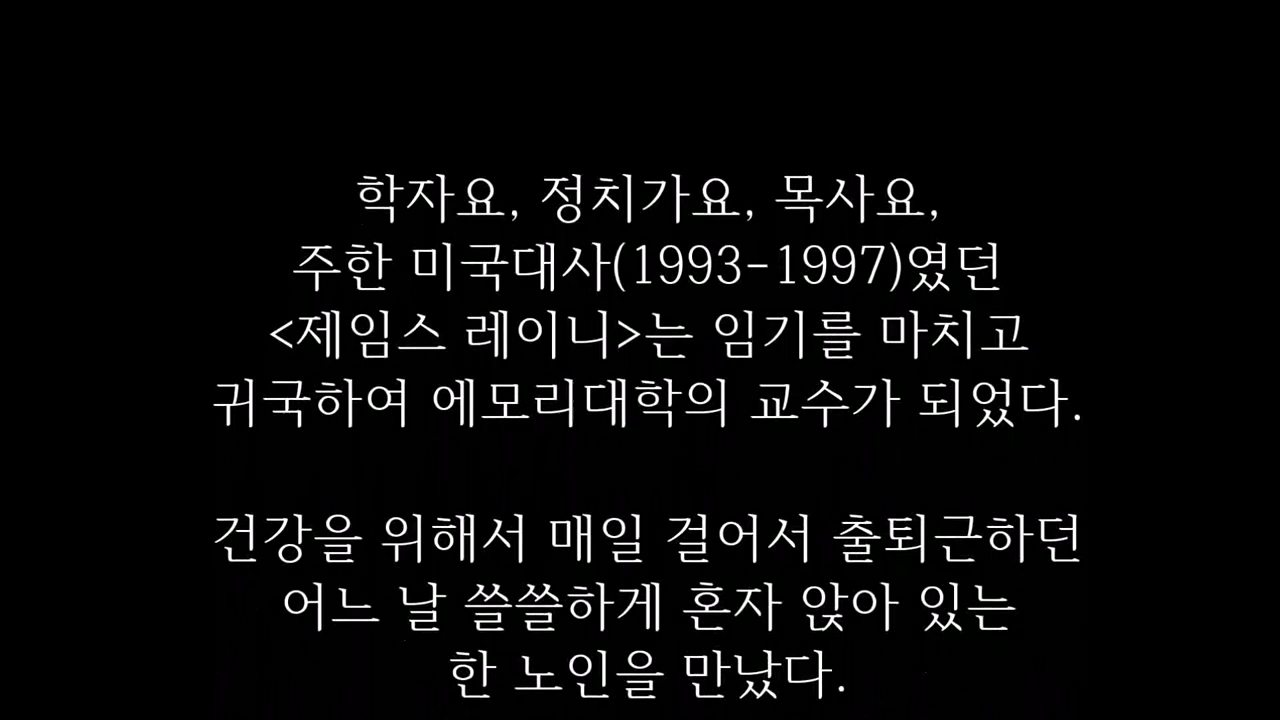 학자요, 정치가요, 목사요,
주한 미국대사(1993-1997)였던
<제임스 레이니>는 임기를 마치고
귀국하여 에모리대학의 교수가 되었다.
건강을 위해서 매일 걸어서 출퇴근하던
어느 날 쓸쓸하게 혼자 앉아 있는
한 노인을 만났다.